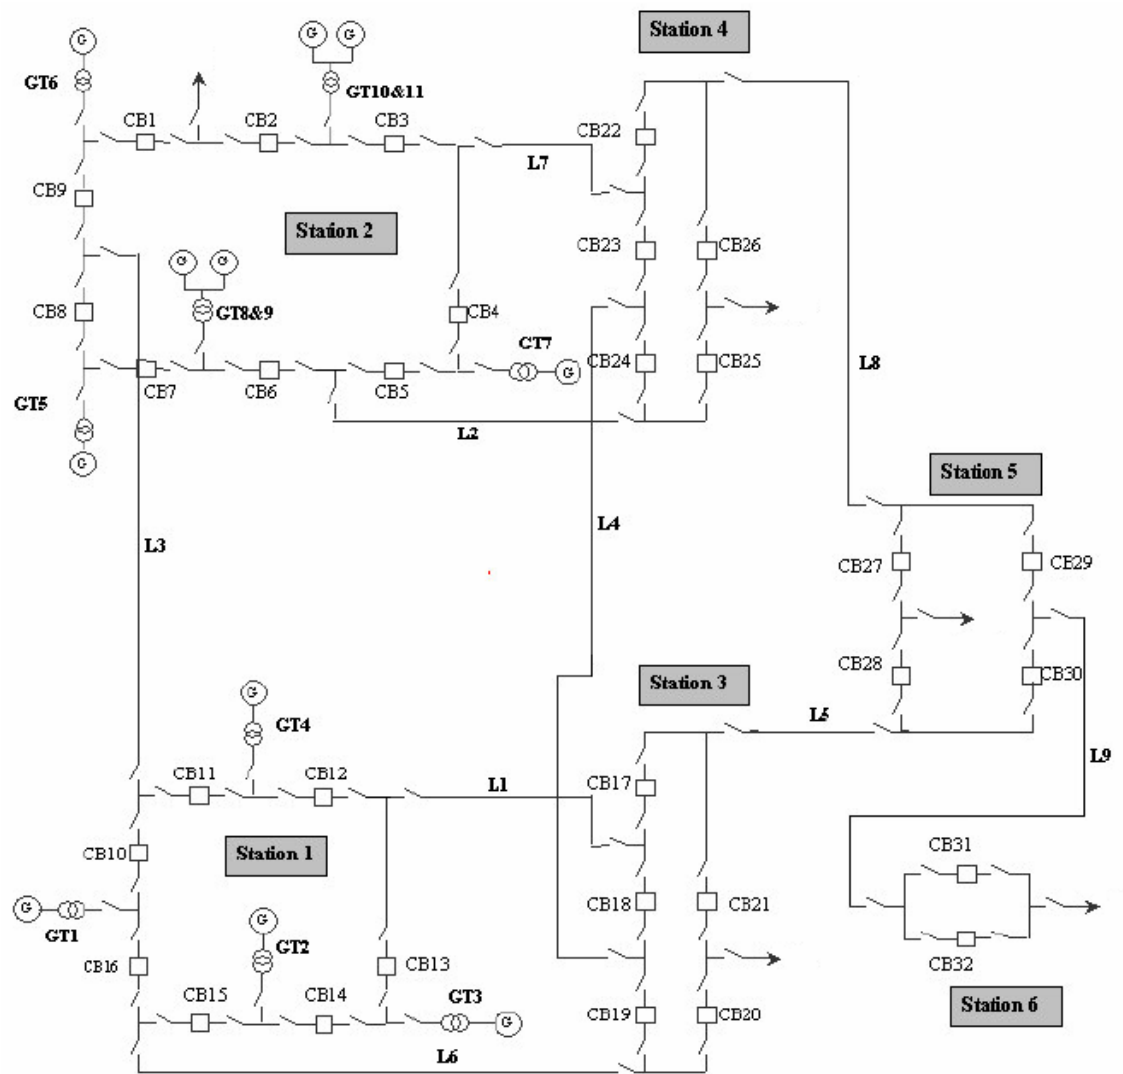 Station 4
G
G G
GT6
GT10&11
CB1
CB2
CB3
CB22
L7
CB9
Station 2
CB23
CB26
G G
CB8
GT8&9
CB4
GT7
CB24
CB25
L8
CB7
CB6
CB5
G
GT5
L2
G
Station 5
L3
L4
CB27
CB29
CB28
CB30
Station 3
G
GT4
L5
L9
CB11
CB12
L1
CB17
CB10
Station 1
CB31
G
GT1
G
GT2
CB18
CB21
CB16
CB13
CB32
CB15
CB14
GT3
G
CB19
CB20
Station 6
L6